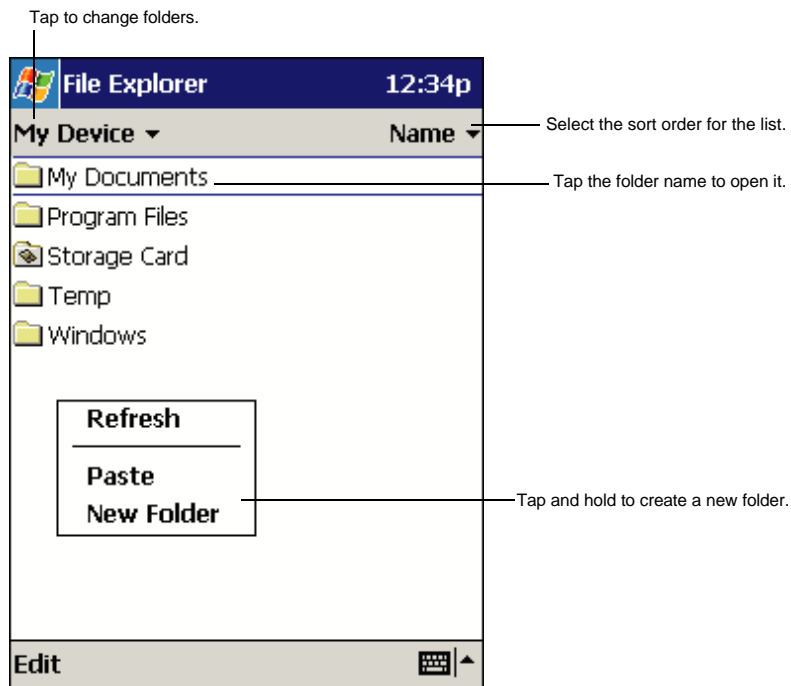 Tap to change folders.
File Explorer 12:34p
My Device Name
Select the sort order for the list.
My Documents
Tap the folder name to open it.
Program Files
Storage Card
Temp
Windows
Refresh
Paste
New Folder
Tap and hold to create a new folder.
Edit